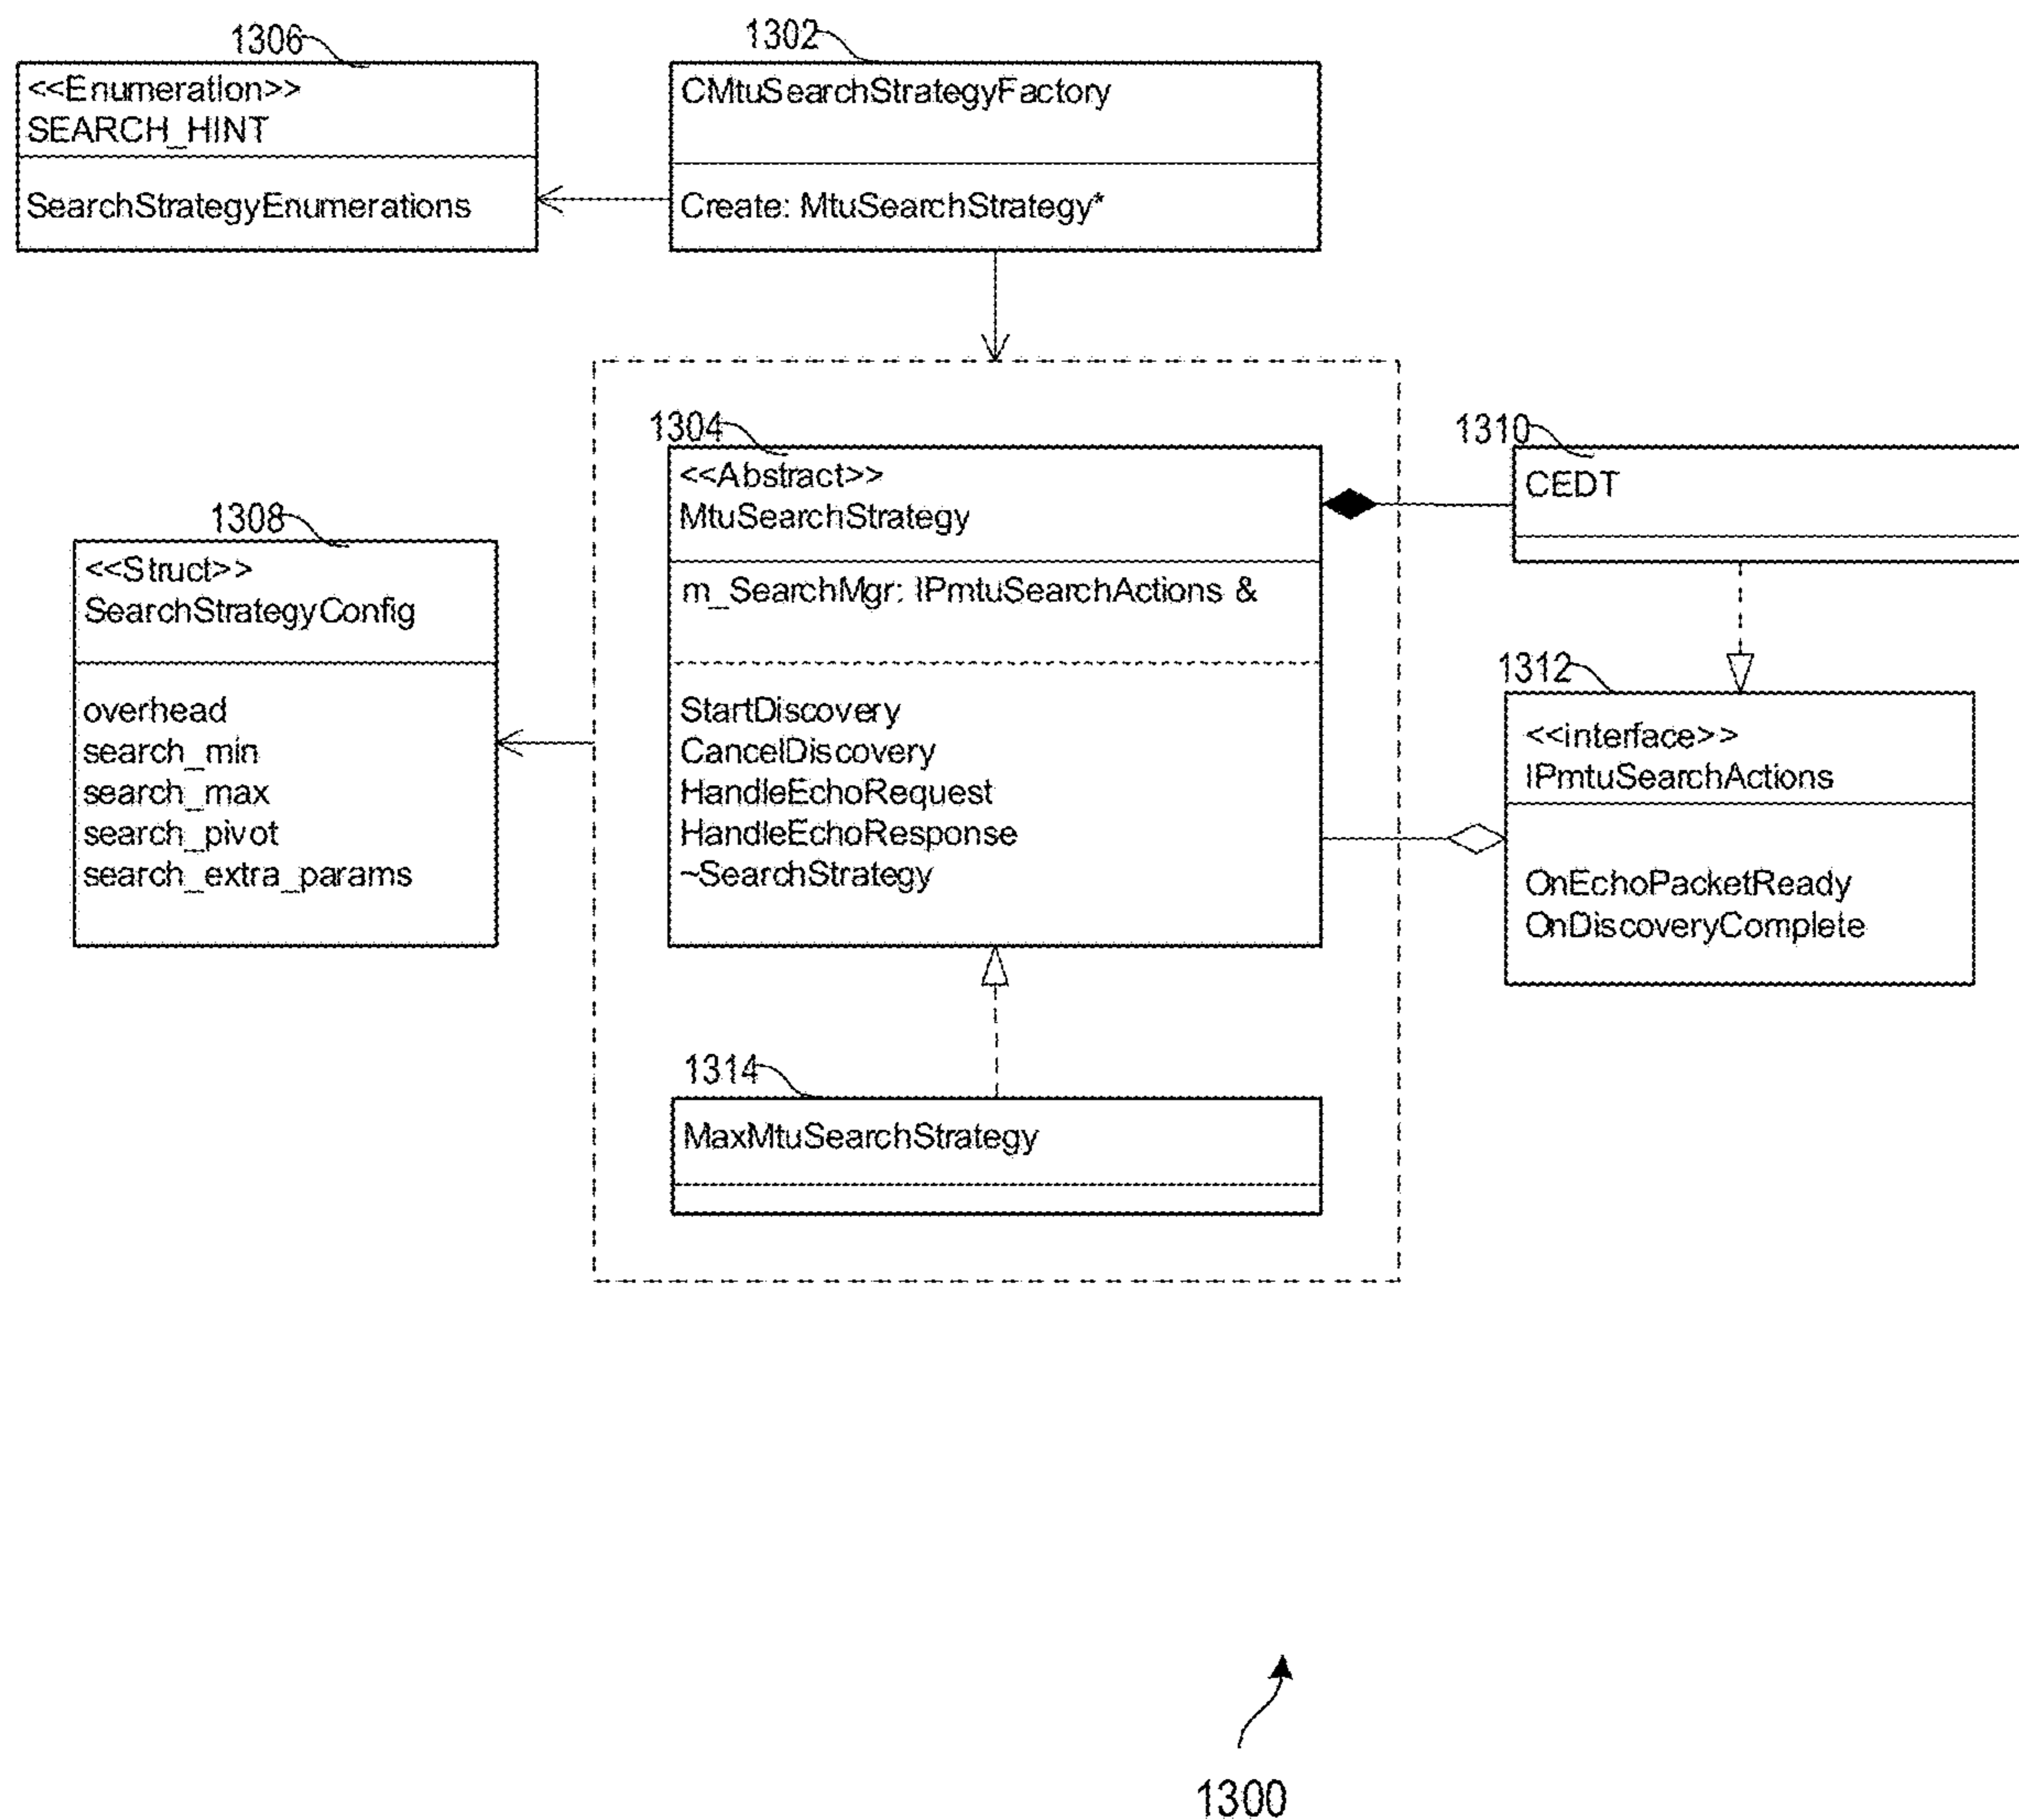 1306
<<Enumeration>>
SEARCH_HINT
SearchStrategyEnumerations
1302
CMtuSearchStrategyFactory
Create: MtuSearchStrategy*
1304
<<Abstract>>
MtuSearchStrategy
m_SearchMgr: IPmtuSearchActions &
StartDiscovery
CancelDiscovery
HandleEchoRequest
HandleEchoResponse
~SearchStrategy
1310
CEDT
1308
<<Struct>>
SearchStrategyConfig
overhead
search_min
search_max
search_pivot
search_extra_params
1312
<<interface>>
IPmtuSearchActions
OnEchoPacketReady
OnDiscoveryComplete
1314
MaxMtuSearchStrategy
1300